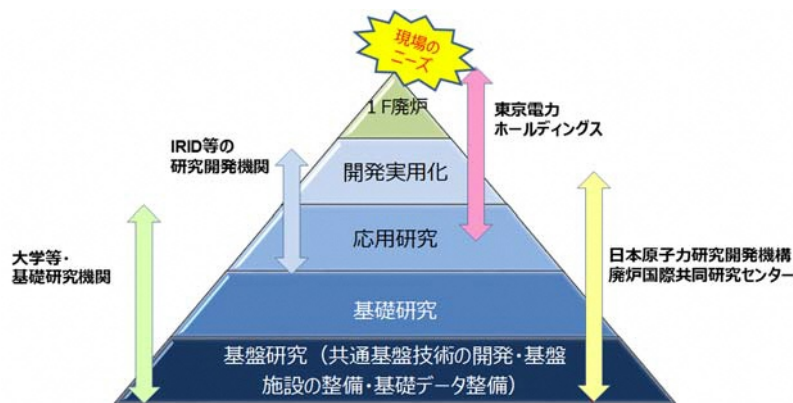 現場の
ニーズ
1F廃炉
東京電力
ホールディングス
IRID等の
研究開発機関
開発実用化
応用研究
大学等・
基礎研究機関
日本原子力研究開発機構
廃炉国際共同研究センター
基礎研究
基盤研究（共通基盤技術の開発・基盤
施設の整備・基礎データ整備）